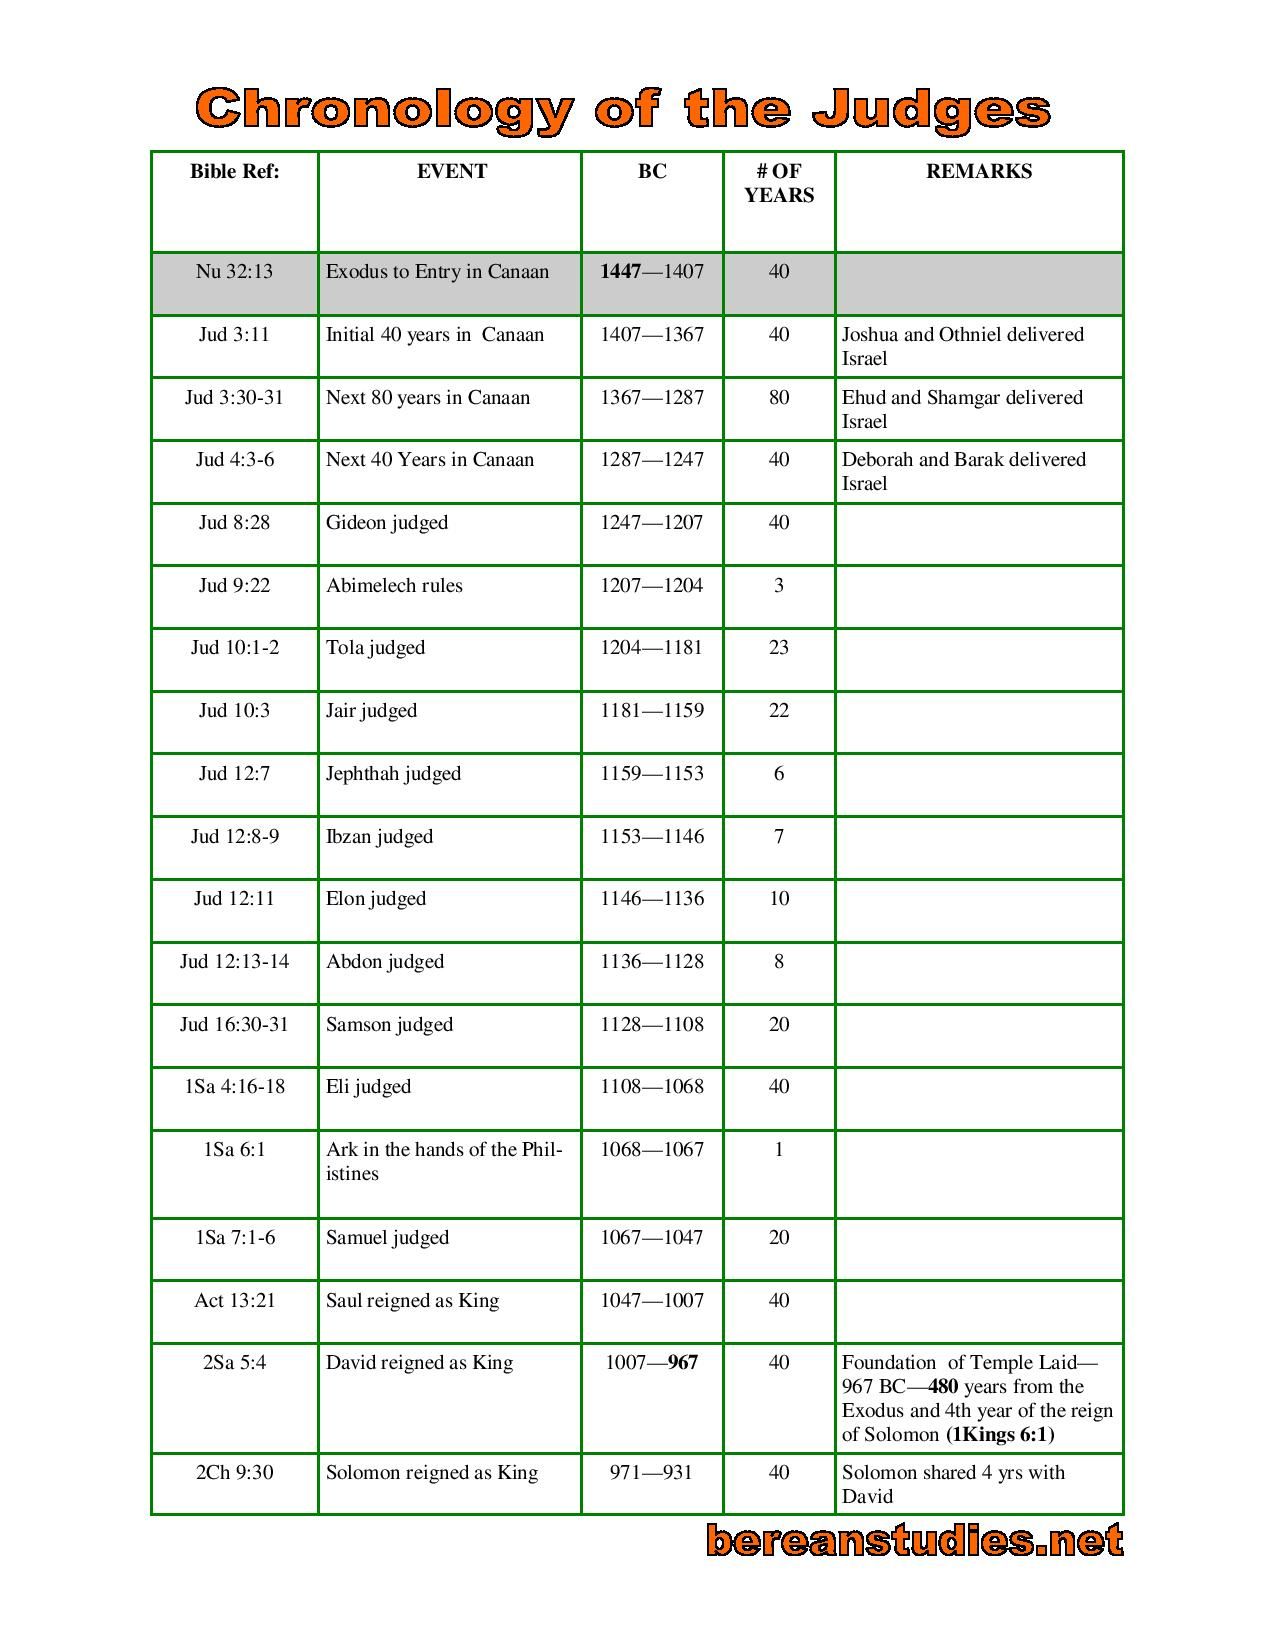 Chronology of the Judges
Bible Ref: EVENT BC # OF YEARS REMARKS
Nu 32:13 Exodus to Entry in Canaan 1447—1407 40
Jud 3:11 Initial 40 years in Canaan 1407—1367 40 Joshua and Othniel delivered Israel
Jud 3:30-31 Next 80 years in Canaan 1367—1287 80 Ehud and Shamgar delivered Israel
Jud 4:3-6 Next 40 Years in Canaan 1287—1247 40 Deborah and Barak delivered Israel
Jud 8:28 Gideon judged 1247—1207 40
Jud 9:22 Abimelech rules 1207—1204 3
Jud 10:1-2 Tola judged 1204—1181 23
Jud 10:3 Jair judged 1181—1159 22
Jud 12:7 Jephthah judged 1159—1153 6
Jud 12:8-9 Ibzan judged 1153—1146 7
Jud 12:11 Elon judged 1146—1136 10
Jud 12:13-14 Abdon judged 1136—1128 8
Jud 16:30-31 Samson judged 1128—1108 20
1Sa 4:16-18 Eli judged 1108—1068 40
1Sa 6:1 Ark in the hands of the Phil-istines 1068—1067 1
1Sa 7:1-6 Samuel judged 1067—1047 20
Act 13:21 Saul reigned as King 1047—1007 40
2Sa 5:4 David reigned as King 1007—967 40 Foundation of Temple Laid—
967 BC—480 years from the
Exodus and 4th year of the reign
of Solomon (1Kings 6:1)
2Ch 9:30 Solomon reigned as King 971—931 40 Solomon shared 4 yrs with David
bereanstudies.net